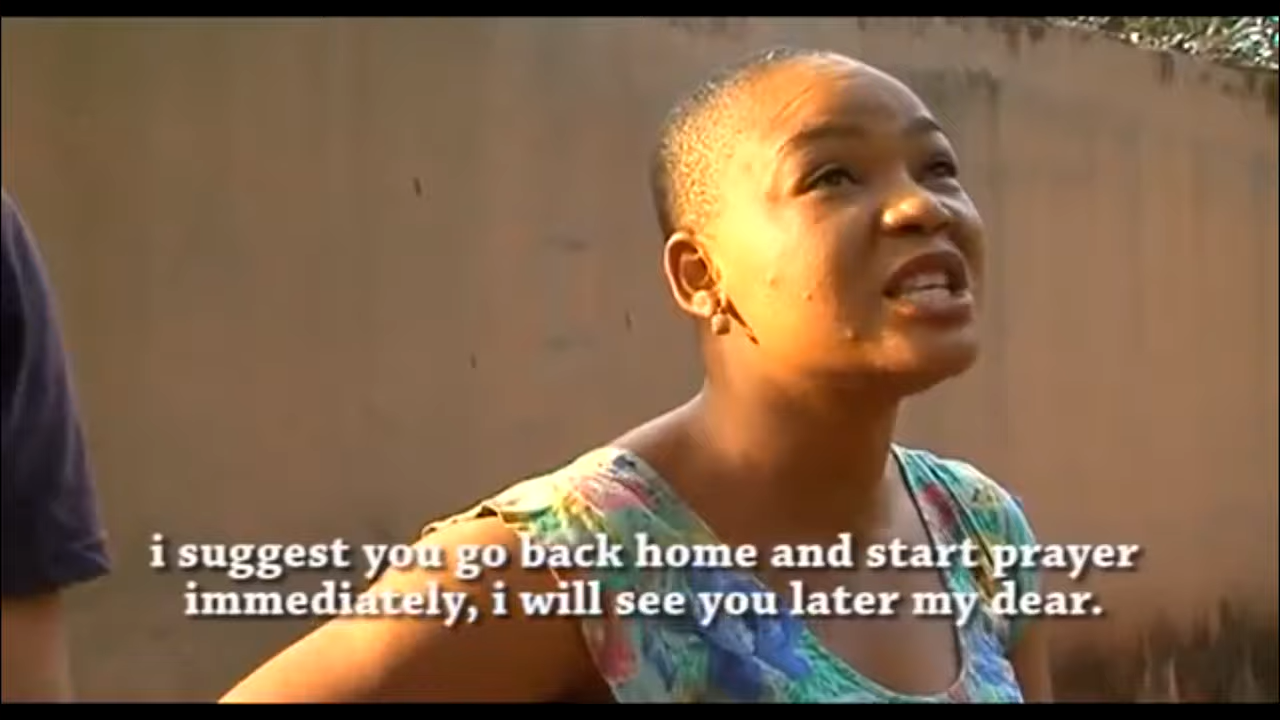 i suggest you go back home and start prayer
immediately, i will see you later my dear.